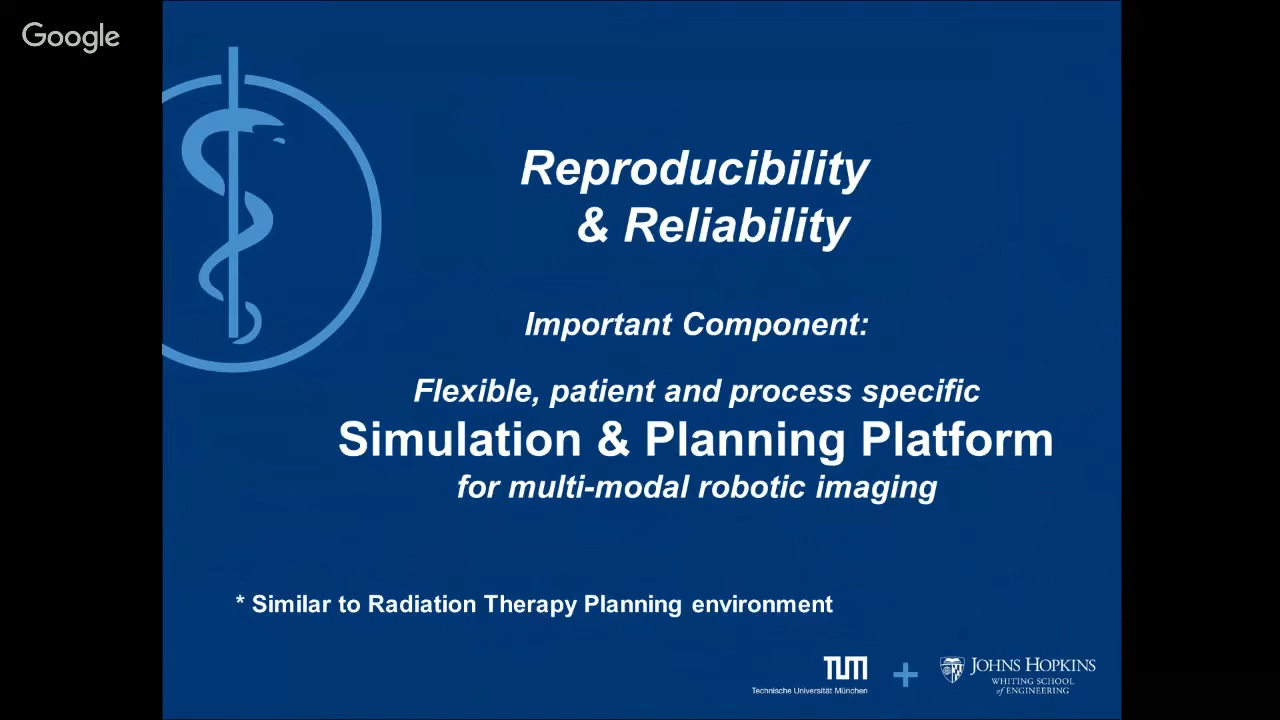 Google
Reproducibility
& Reliability
Important Component:
Flexible, patient and process specific
Simulation & Planning Platform
for multi-modal robotic imaging
* Similar to Radiation Therapy Planning environment
TUM
Technische Universität München
+
JOHNS HOPKINS
WHITING SCHOOL
of ENGINEERING